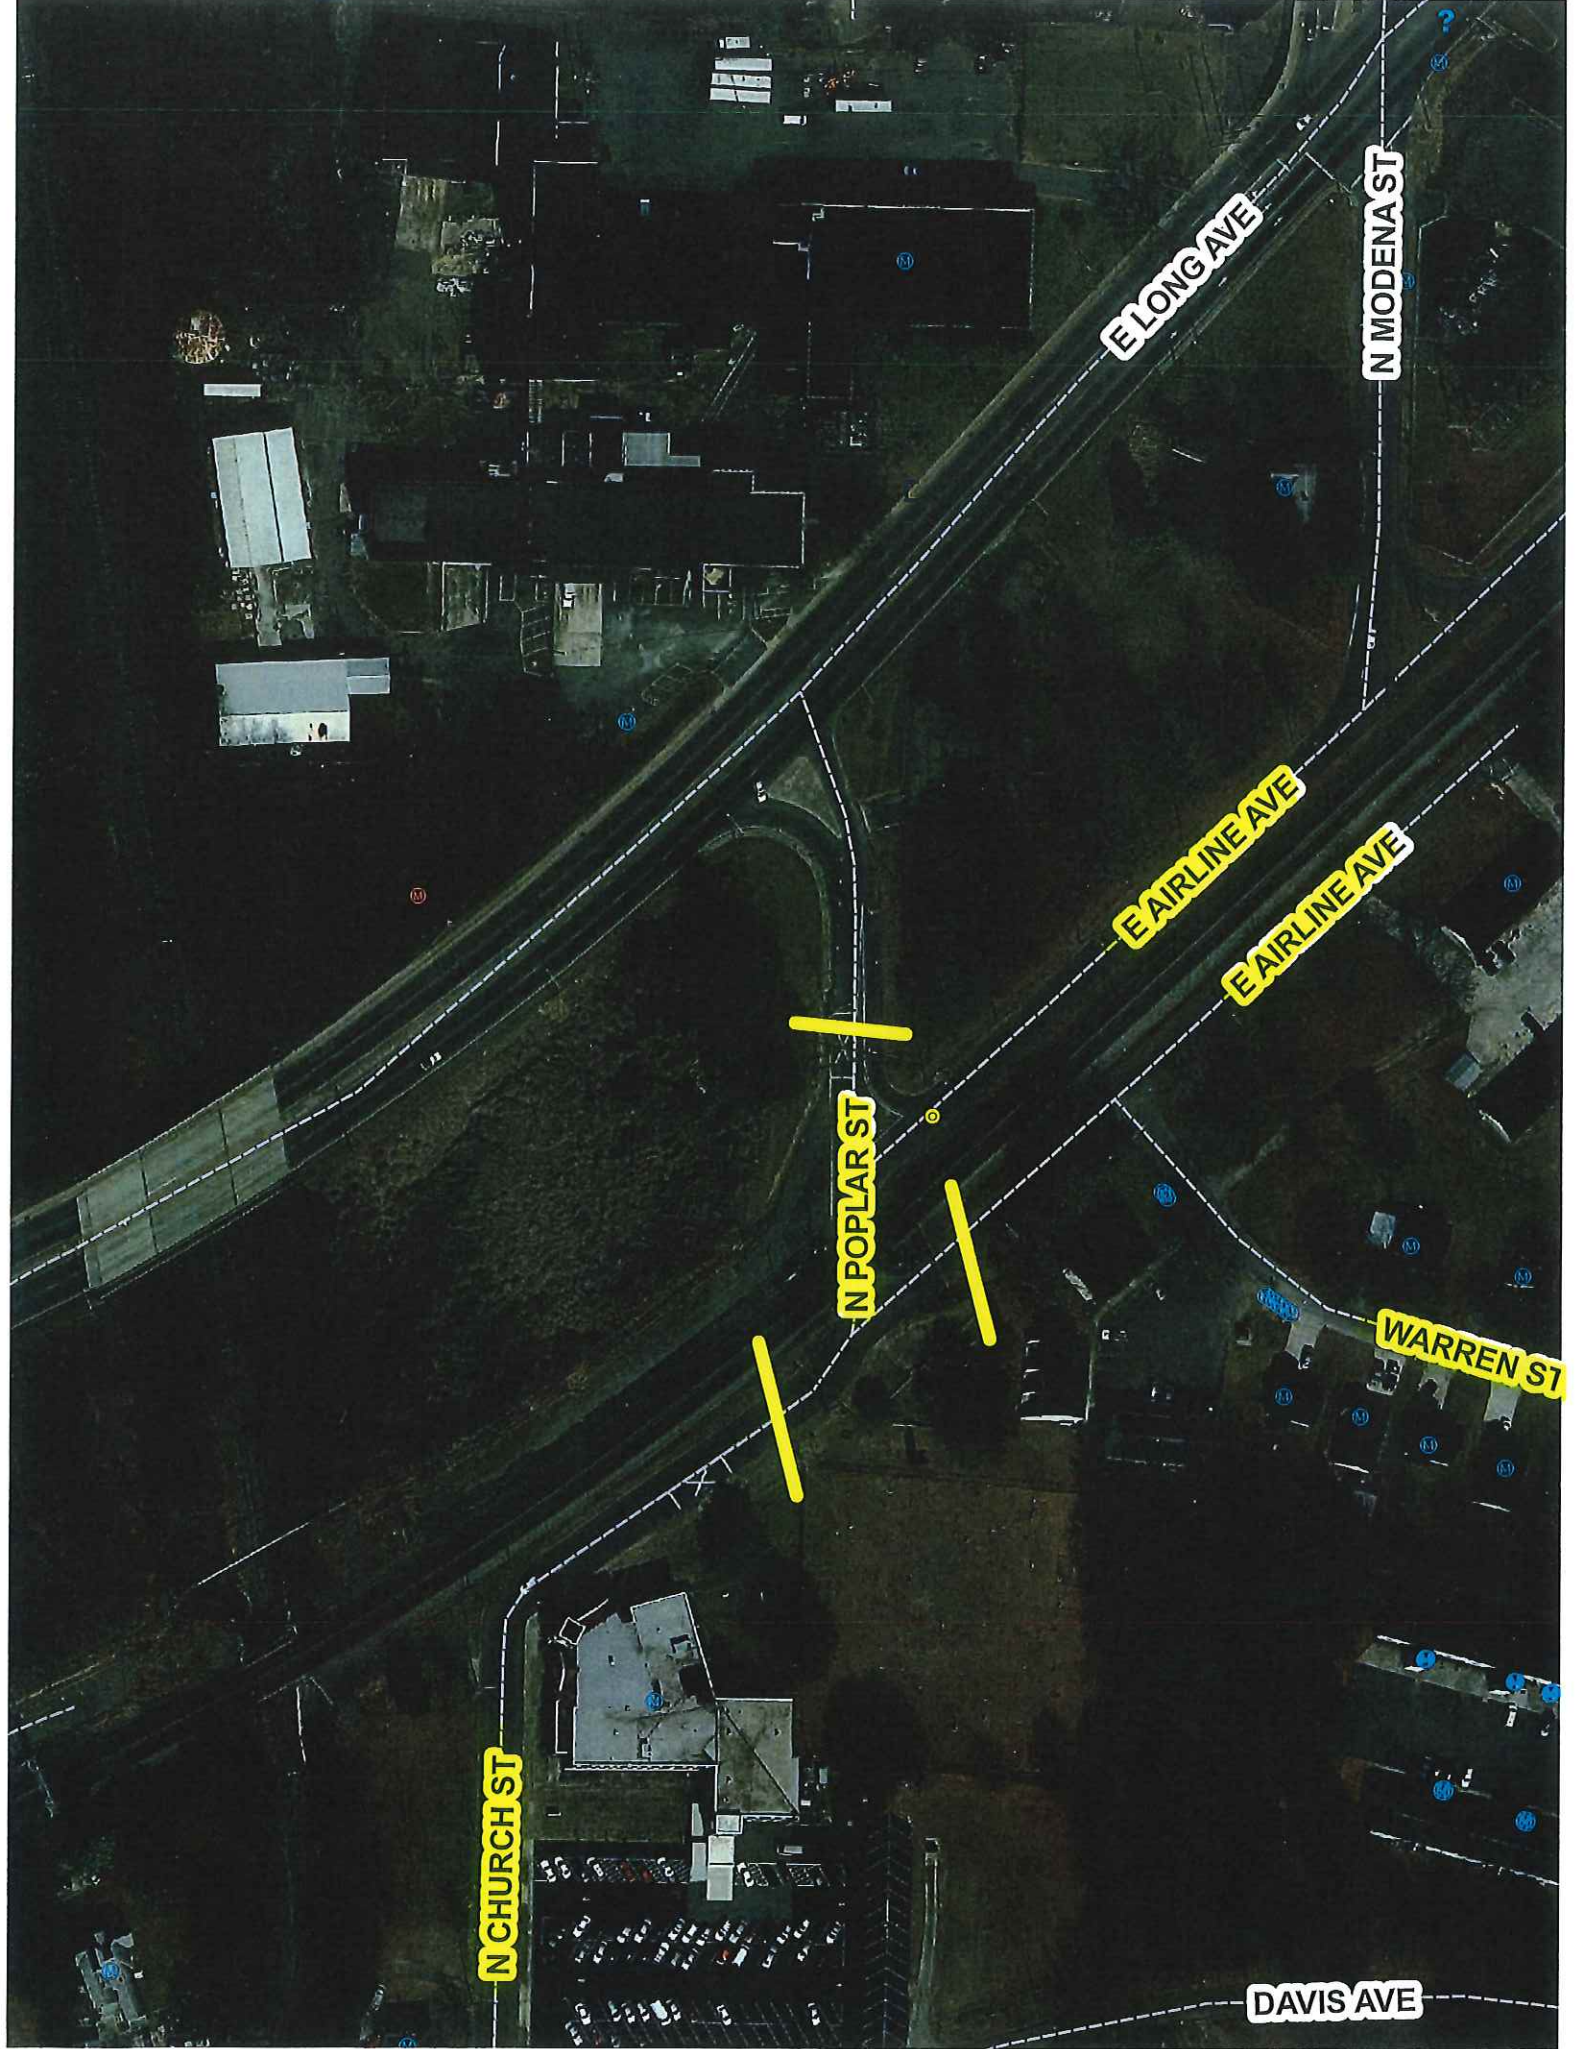 ?
N MODENA ST
E LONG AVE
E AIRLINE AVE
E AIRLINE AVE
N POPLAR ST
WARREN ST
N CHURCH ST
DAVIS AVE